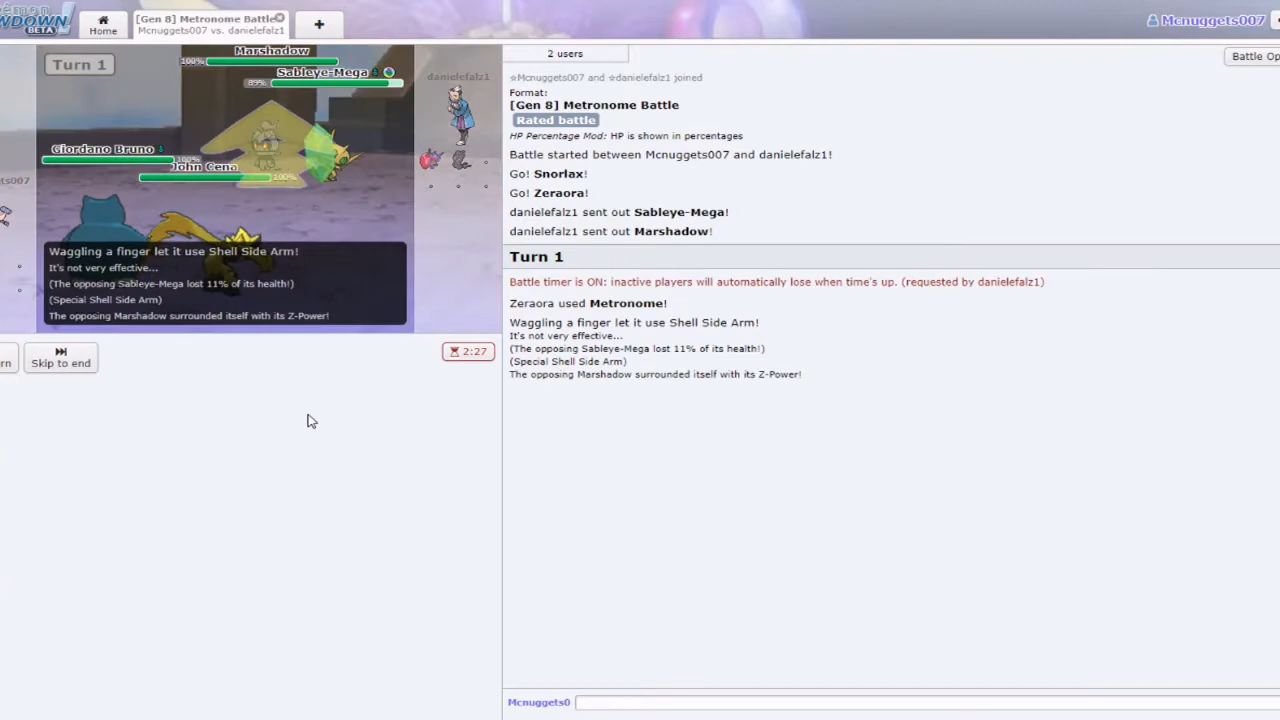 OWDOWN!
BETA
Home
[Gen 8] Metronome Battle
Mcnuggets007 vs. danielefalz1
+
Mcnuggets007
Turn 1
Marshadow
100%
Sableye-Mega
89%
danielefalz1
Giordano Bruno
100%
John Cena
100%
ts007
Waggling a finger let it use Shell Side Arm!
It's not very effective...
(The opposing Sableye-Mega lost 11% of its health!)
(Special Shell Side Arm)
The opposing Marshadow surrounded itself with its Z-Power!
rn
Skip to end
2:27
2 users
Battle Op
☆Mcnuggets007 and ☆danielefalz1 joined
Format:
[Gen 8] Metronome Battle
Rated battle
HP Percentage Mod: HP is shown in percentages
Battle started between Mcnuggets007 and danielefalz1!
Go! Snorlax!
Go! Zeraora!
danielefalz1 sent out Sableye-Mega!
danielefalz1 sent out Marshadow!
Turn 1
Battle timer is ON: inactive players will automatically lose when time's up. (requested by danielefalz1)
Zeraora used Metronome!
Waggling a finger let it use Shell Side Arm!
It's not very effective...
(The opposing Sableye-Mega lost 11% of its health!)
(Special Shell Side Arm)
The opposing Marshadow surrounded itself with its Z-Power!
Mcnuggets0